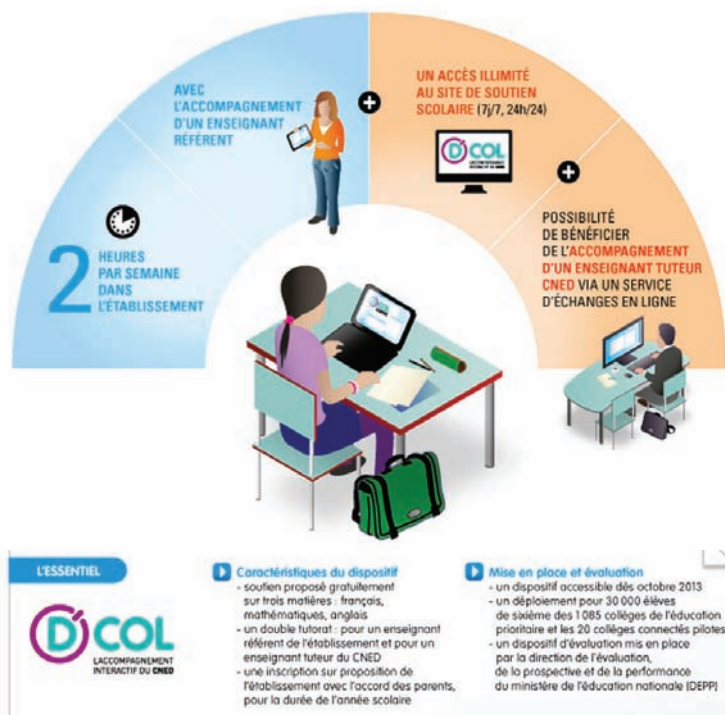 AVEC
L'ACCOMPAGNEMENT
D'UN ENSEIGNANT
RÉFÉRENT
UN ACCÈS ILLIMITÉ
AU SITE DE SOUTIEN
SCOLAIRE (7j/7, 24h/24)
D'COL
L'ACCOMPAGNEMENT
INTERACTIF DU CNED
2 HEURES
PAR SEMAINE
DANS
L'ÉTABLISSEMENT
POSSIBILITÉ
DE BÉNÉFICIER
DE L'ACCOMPAGNEMENT
D'UN ENSEIGNANT TUTEUR
CNED VIA UN SERVICE
D'ÉCHANGES EN LIGNE
L'ESSENTIEL
D'COL
L'ACCOMPAGNEMENT
INTERACTIF DU CNED
Caractéristiques du dispositif
- soutien proposé gratuitement
sur trois matières : français,
mathématiques, anglais
- un double tutorat : pour un enseignant
référent de l'établissement et pour un
enseignant tuteur du CNED
- une inscription sur proposition de
l'établissement avec l'accord des parents,
pour la durée de l'année scolaire
Mise en place et évaluation
- un dispositif accessible dès octobre 2013
- un déploiement pour 30 000 élèves
de sixième des 1 085 collèges de l'éducation
prioritaire et les 20 collèges connectés pilotes
- un dispositif d'évaluation mis en place
par la direction de l'évaluation,
de la prospective et de la performance
du ministère de l'éducation nationale (DEPP)